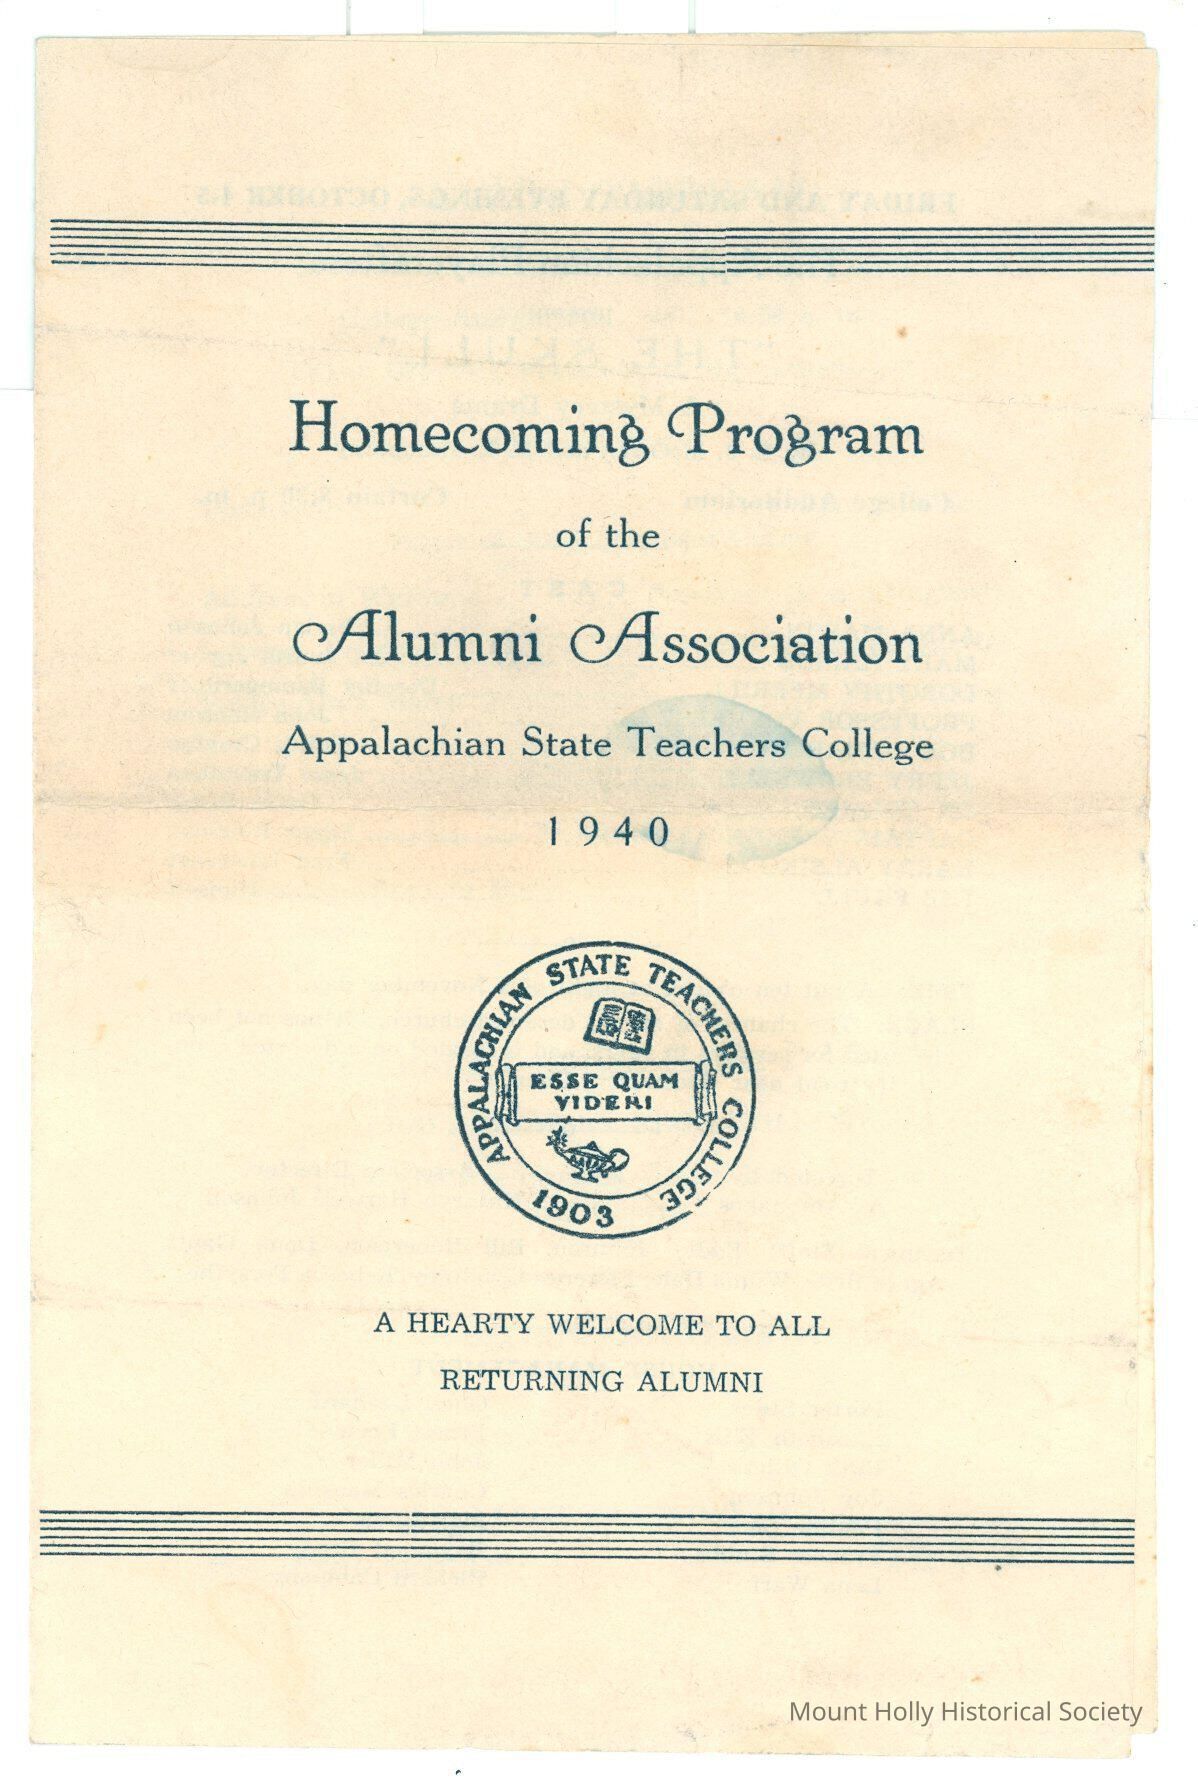 Homecoming Program
of the
Alumni Association
Appalachian State Teachers College
1940
APPALACHIAN STATE TEACHERS COLLEGE
ESSE QUAM
VIDERI
1903
A HEARTY WELCOME TO ALL
RETURNING ALUMNI
Mount Holly Historical Society